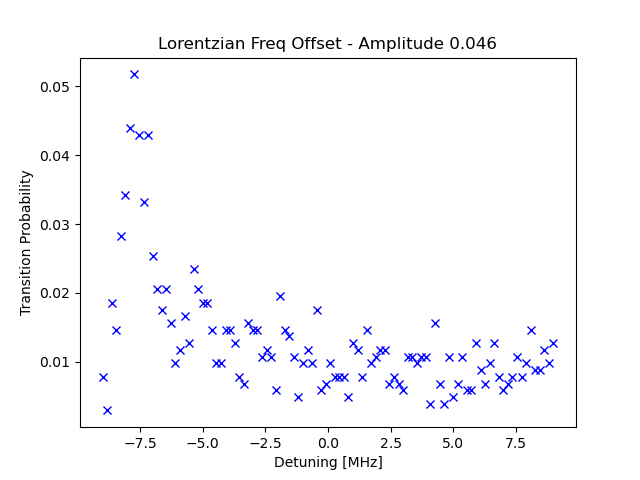 Lorentzian Freq Offset - Amplitude 0.046
Transition Probability
0.05
0.04
0.03
0.02
0.01
−7.5 −5.0 −2.5 0.0 2.5 5.0 7.5
Detuning [MHz]